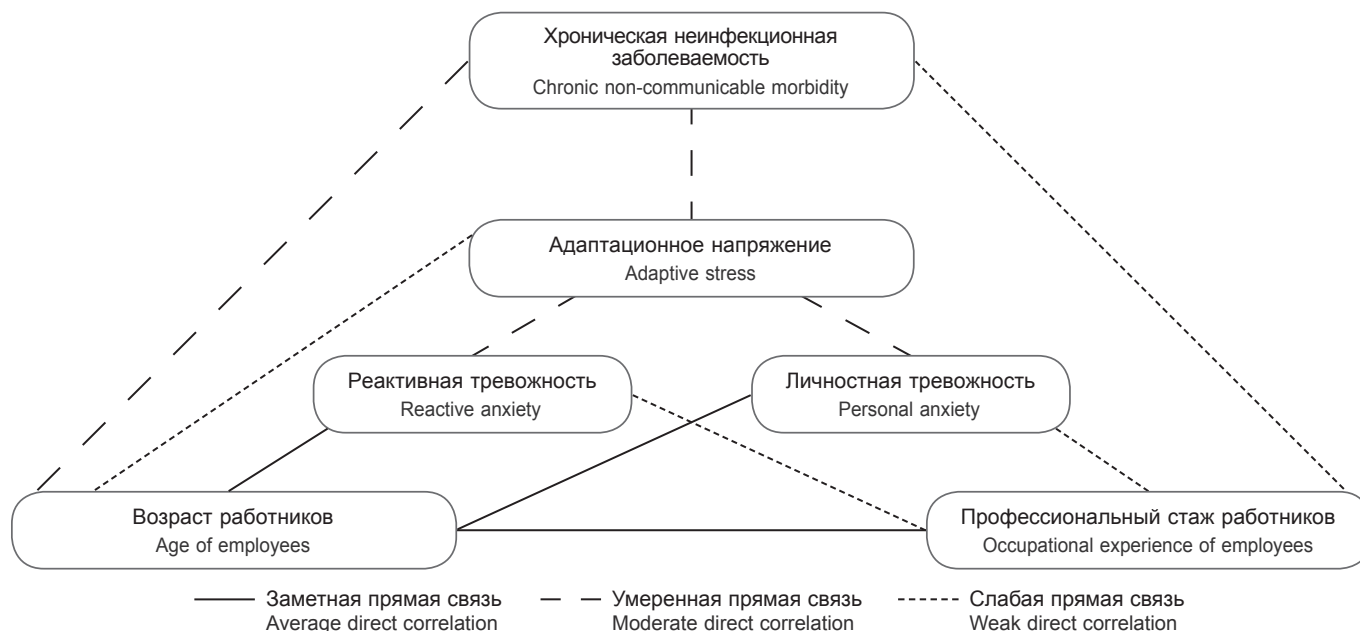 Хроническая неинфекционная
заболеваемость
Chronic non-communicable morbidity
Адаптационное напряжение
Adaptive stress
Реактивная тревожность
Reactive anxiety
Личностная тревожность
Personal anxiety
Возраст работников
Age of employees
Профессиональный стаж работников
Occupational experience of employees
Заметная прямая связь
Average direct correlation
Умеренная прямая связь
Moderate direct correlation
Слабая прямая связь
Weak direct correlation